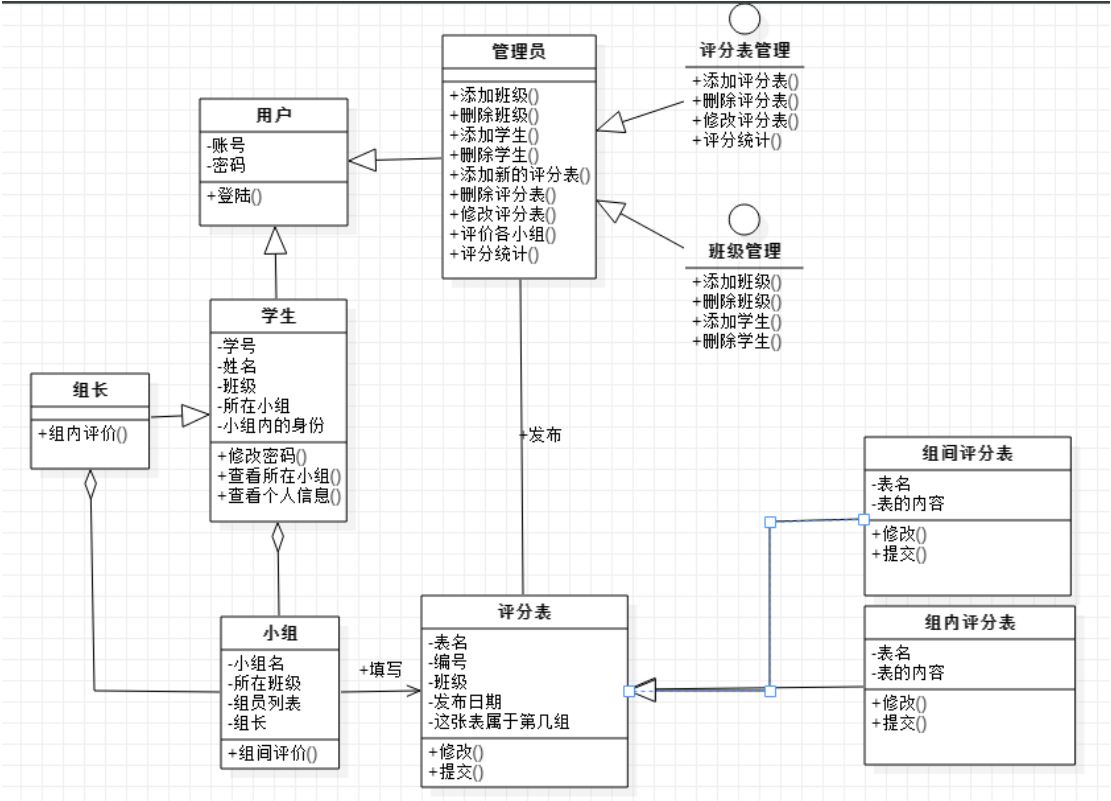 用户
-账号
-密码
+登陆()
管理员
+添加班级()
+删除班级()
+添加学生()
+删除学生()
+添加新的评分表()
+删除评分表()
+修改评分表()
+评价各小组()
+评分统计()
评分表管理
+添加评分表()
+删除评分表()
+修改评分表()
+评分统计()
班级管理
+添加班级()
+删除班级()
+添加学生()
+删除学生()
学生
-学号
-姓名
-班级
-所在小组
-小组内的身份
+修改密码()
+查看所在小组()
+查看个人信息()
组长
+组内评价()
+发布
组间评分表
-表名
-表的内容
+修改()
+提交()
小组
-小组名
-所在班级
-组员列表
-组长
+组间评价()
+填写
评分表
-表名
-编号
-班级
-发布日期
-这张表属于第几组
+修改()
+提交()
组内评分表
-表名
-表的内容
+修改()
+提交()